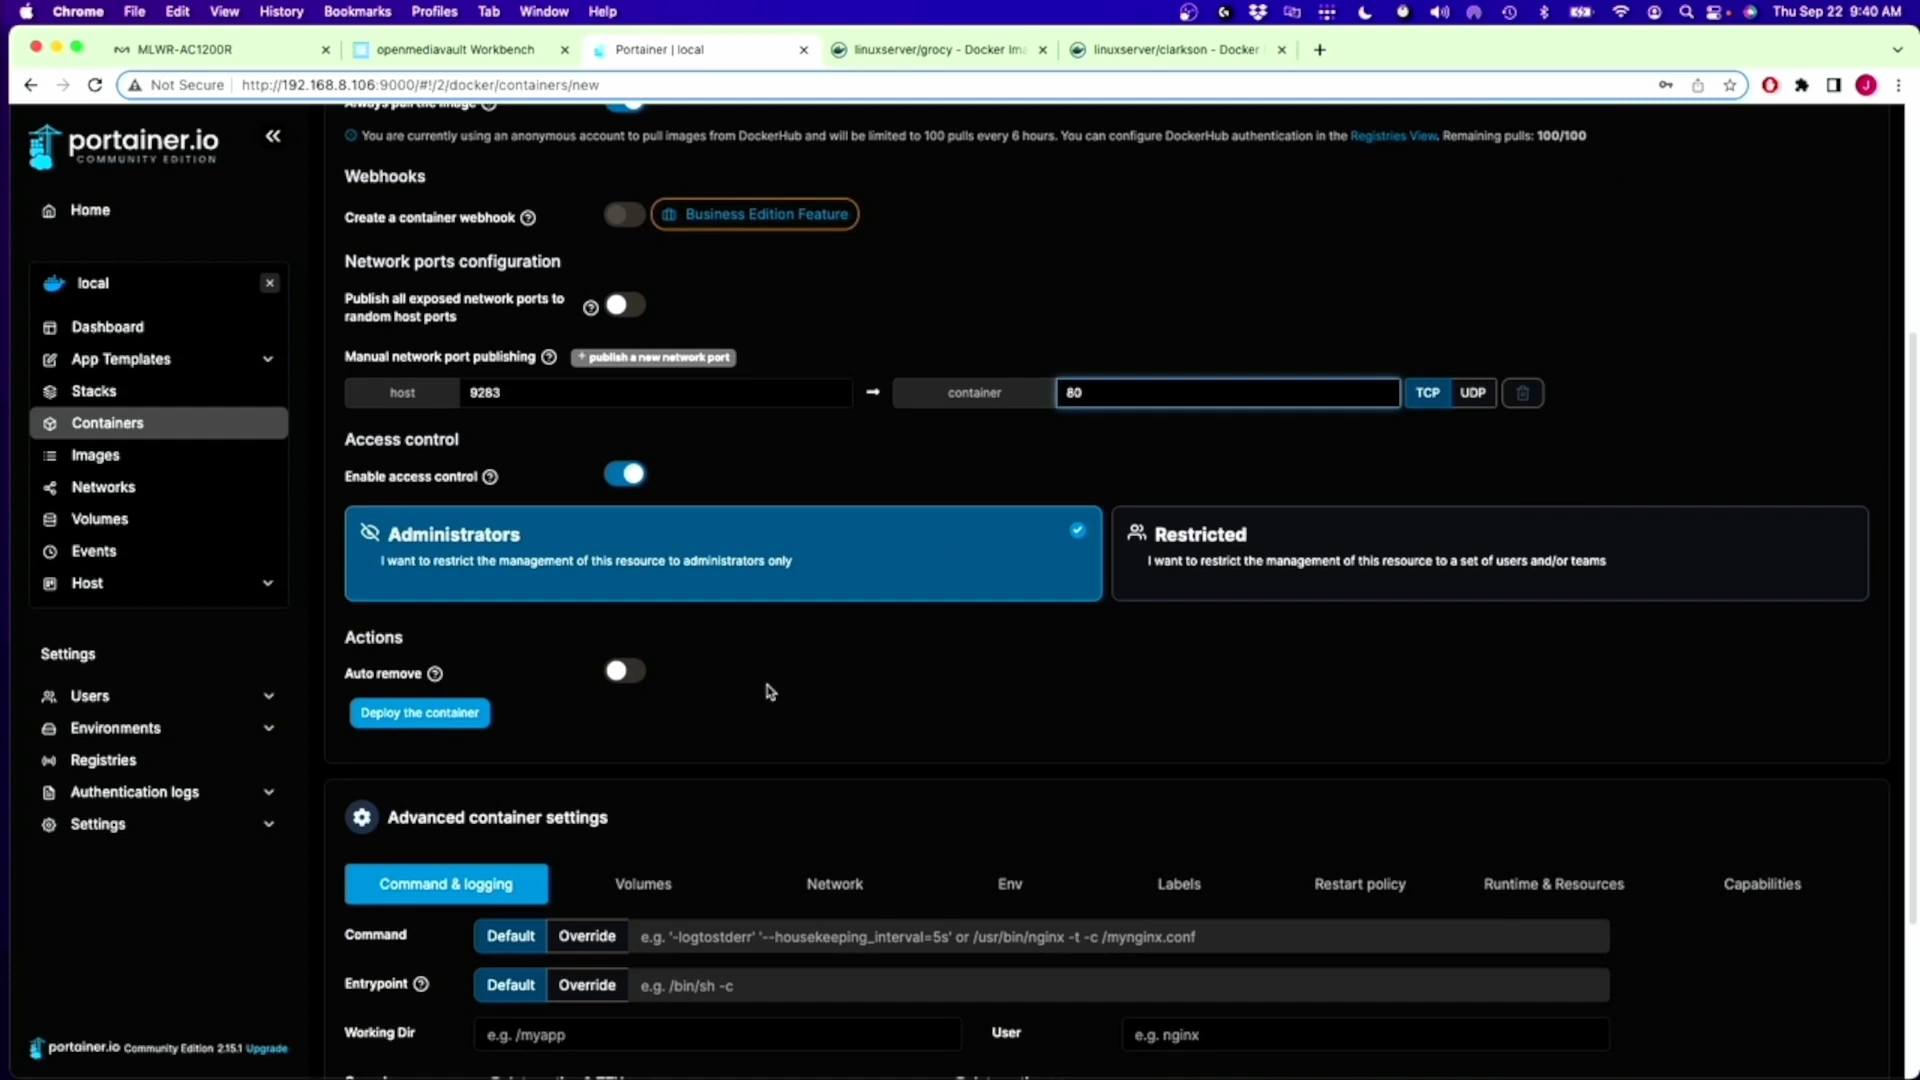 Chrome File Edit View History Bookmarks Profiles Tab Window Help Thu Sep 22 9:40 AM
MLWR-AC1200R openmediavault Workbench Portainer | local linuxserver/grocy - Docker Im linuxserver/clarkson - Docker
Not Secure http://192.168.8.106:9000/#!/2/docker/containers/new J
portainer.io
COMMUNITY EDITION
Home
local
Dashboard
App Templates
Stacks
Containers
Images
Networks
Volumes
Events
Host
Settings
Users
Environments
Registries
Authentication logs
Settings
portainer.io Community Edition 2.15.1 Upgrade
Always pull the image
You are currently using an anonymous account to pull images from DockerHub and will be limited to 100 pulls every 6 hours. You can configure DockerHub authentication in the Registries View. Remaining pulls: 100/100
Webhooks
Create a container webhook Business Edition Feature
Network ports configuration
Publish all exposed network ports to
random host ports
Manual network port publishing + publish a new network port
host 9283 → container 80 TCP UDP
Access control
Enable access control
Administrators
I want to restrict the management of this resource to administrators only
Restricted
I want to restrict the management of this resource to a set of users and/or teams
Actions
Auto remove
Deploy the container
Advanced container settings
Command & logging Volumes Network Env Labels Restart policy Runtime & Resources Capabilities
Command Default Override e.g. '-logtostderr' '--housekeeping_interval=5s' or /usr/bin/nginx -t -c /mynginx.conf
Entrypoint Default Override e.g. /bin/sh -c
Working Dir e.g. /myapp User e.g. nginx